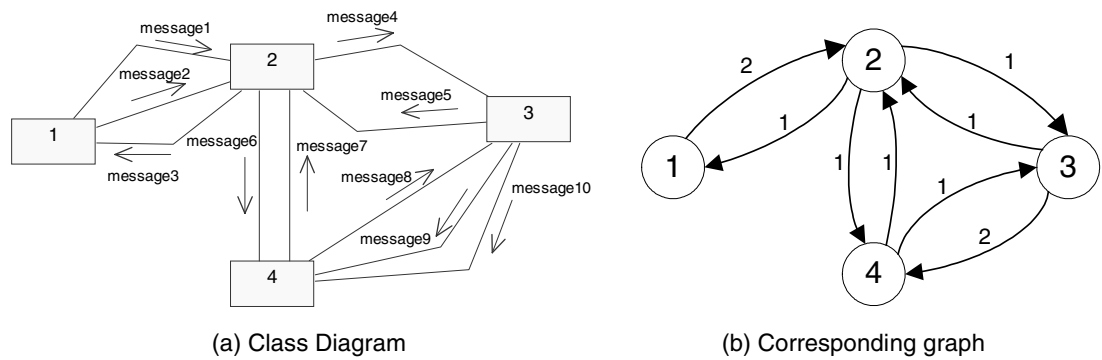 message1
message4
message2
2
message5
3
1
message6
message7
message3
message8
message10
message9
4
(a) Class Diagram
2
2
1
1
1
1
3
1
1
1
2
4
(b) Corresponding graph